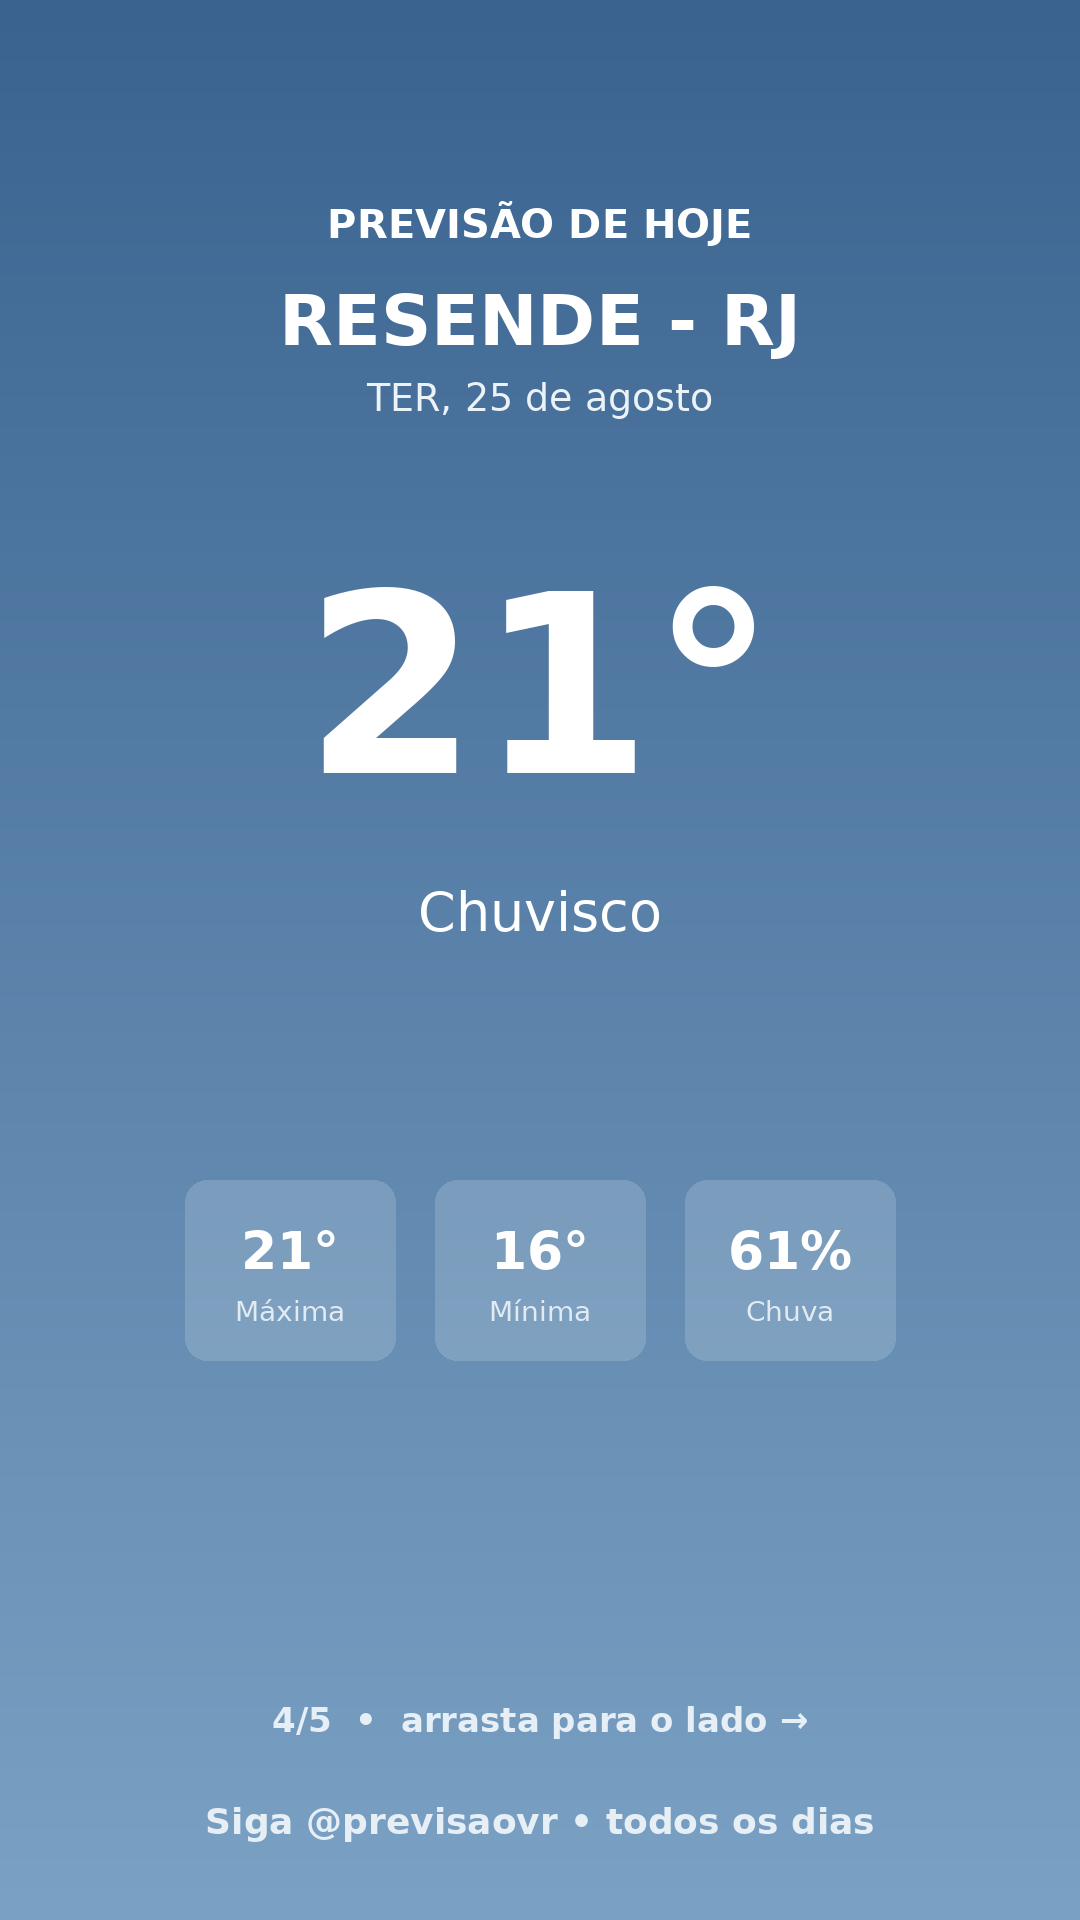 PREVISÃO DE HOJE
RESENDE - RJ
TER, 25 de agosto
21°
Chuvisco
21°
Máxima
16°
Mínima
61%
Chuva
4/5 • arrasta para o lado →
Siga @previsaovr • todos os dias